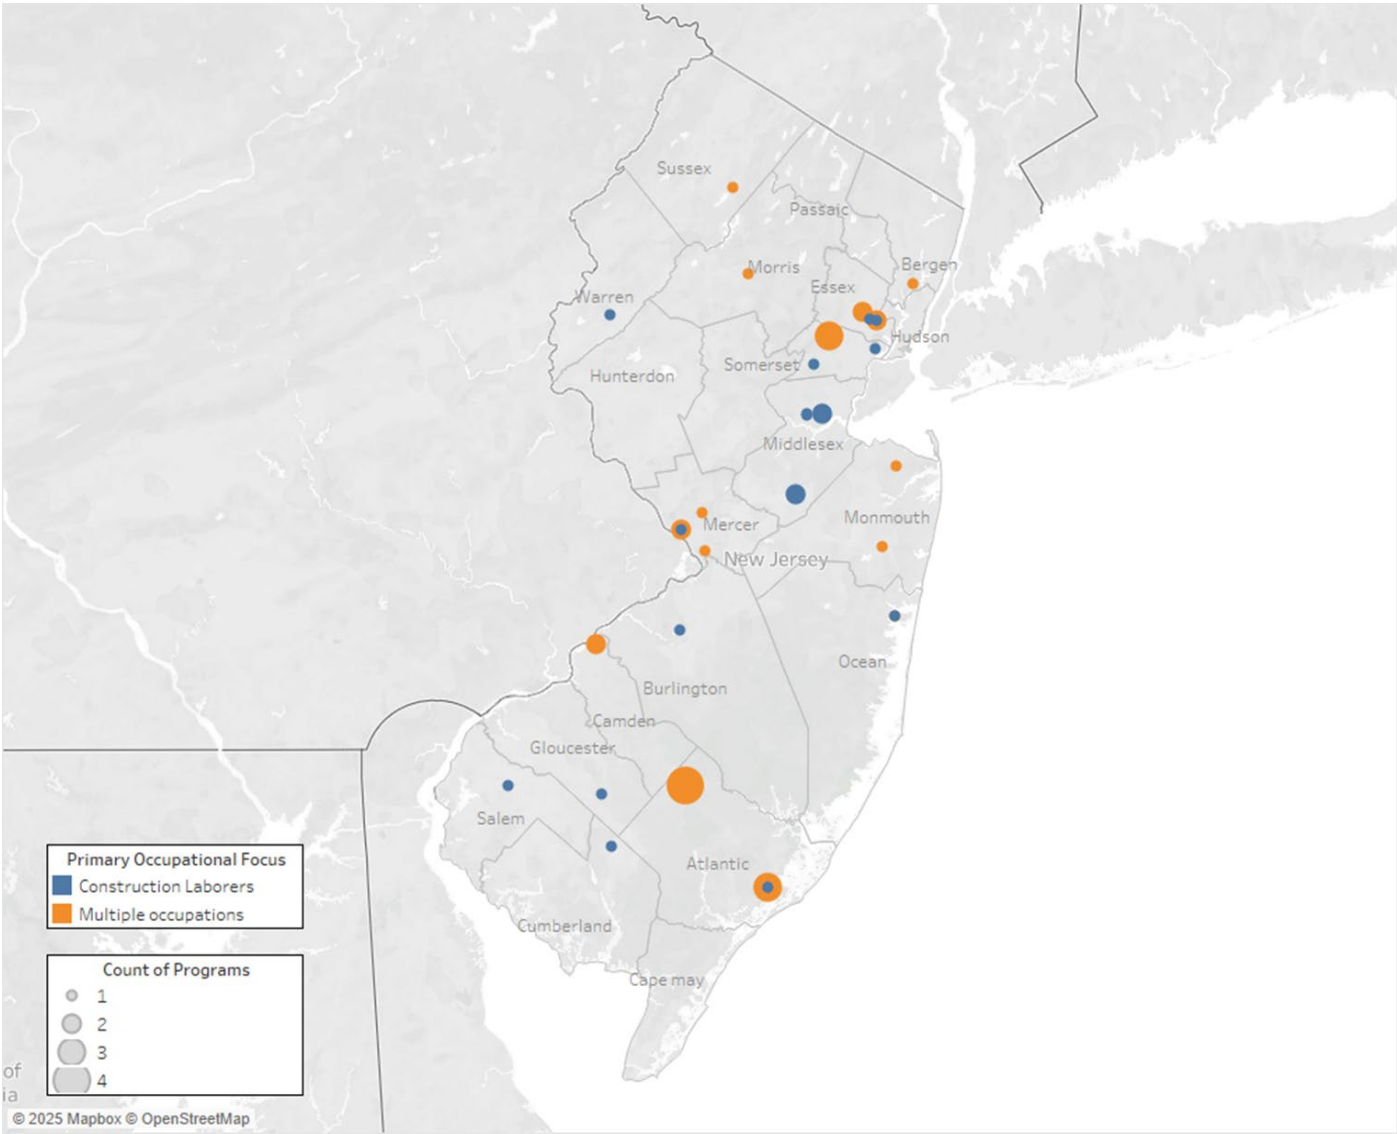 Sussex
Passaic
Morris
Bergen
Essex
Warren
Hudson
Somerset
Hunterdon
Middlesex
Monmouth
Mercer
New Jersey
Ocean
Burlington
Camden
Gloucester
Salem
Atlantic
Cumberland
Cape may
Primary Occupational Focus
Construction Laborers
Multiple occupations
Count of Programs
1
2
3
4
of
ia
© 2025 Mapbox © OpenStreetMap